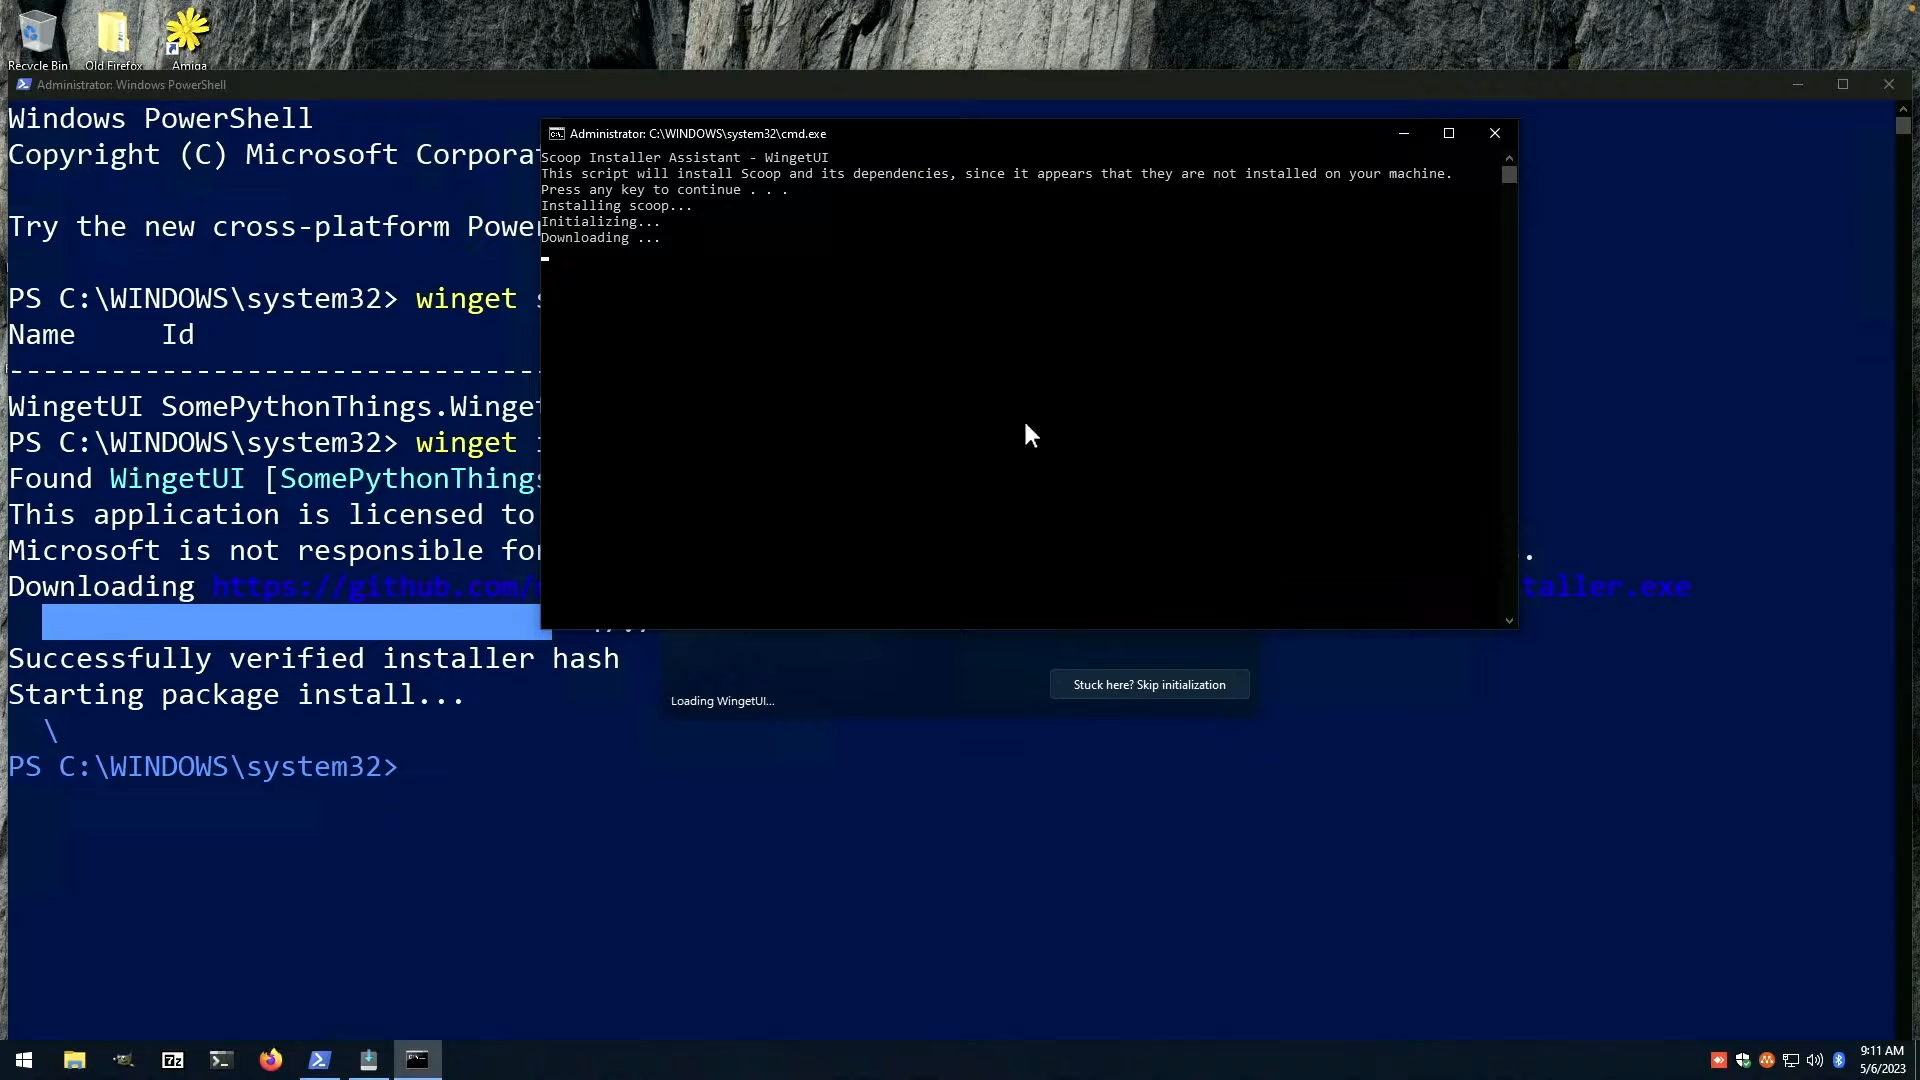 Recycle Bin
Old Firefox
Amiga
Administrator: Windows PowerShell
Windows PowerShell
Copyright (C) Microsoft
Try the new cross-platform
PS C:\WINDOWS\system32> winget
Name Id
--------------------------------
WingetUI SomePythonThings.Winget
PS C:\WINDOWS\system32> winget
Found WingetUI [SomePythonThings
This application is licensed to
Microsoft is not responsible .
Downloading https://github.com/ taller.exe
Successfully verified installer hash
Starting package install...
\
PS C:\WINDOWS\system32>
Administrator: C:\WINDOWS\system32\cmd.exe
Scoop Installer Assistant - WingetUI
This script will install Scoop and its dependencies, since it appears that they are not installed on your machine.
Press any key to continue . . .
Installing scoop...
Initializing...
Downloading ...
Loading WingetUI...
Stuck here? Skip initialization
7z
9:11 AM
5/6/2023